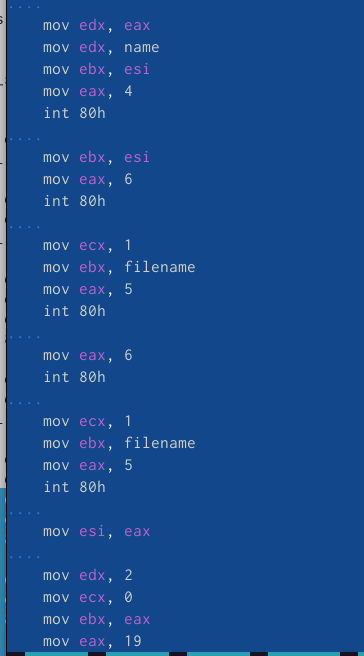 mov edx, eax
mov edx, name
mov ebx, esi
mov eax, 4
int 80h
mov ebx, esi
mov eax, 6
int 80h
mov ecx, 1
mov ebx, filename
mov eax, 5
int 80h
mov eax, 6
int 80h
mov ecx, 1
mov ebx, filename
mov eax, 5
int 80h
mov esi, eax
mov edx, 2
mov ecx, 0
mov ebx, eax
mov eax, 19